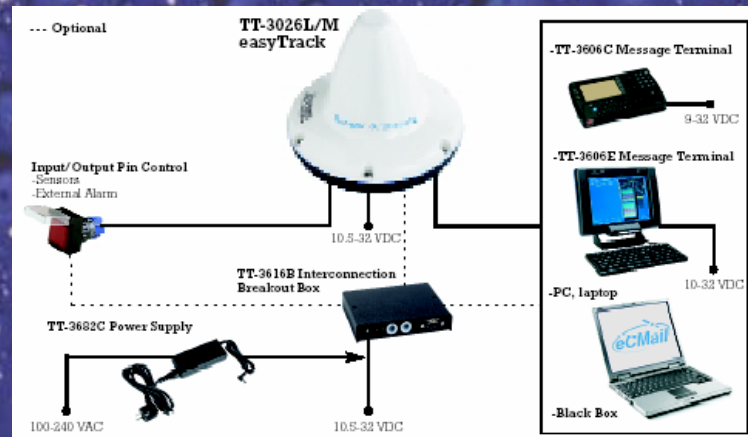 --- Optional
TT-3026L/M
easyTrack
-TT-3606C Message Terminal
9-32 VDC
-TT-3606E Message Terminal
Input/Output Pin Control
-Sensors
-External Alarm
10.5-32 VDC
10-32 VDC
TT-3616B Interconnection
Breakout Box
-PC, laptop
eCMail
TT-3682C Power Supply
-Black Box
100-240 VAC
10.5-32 VDC